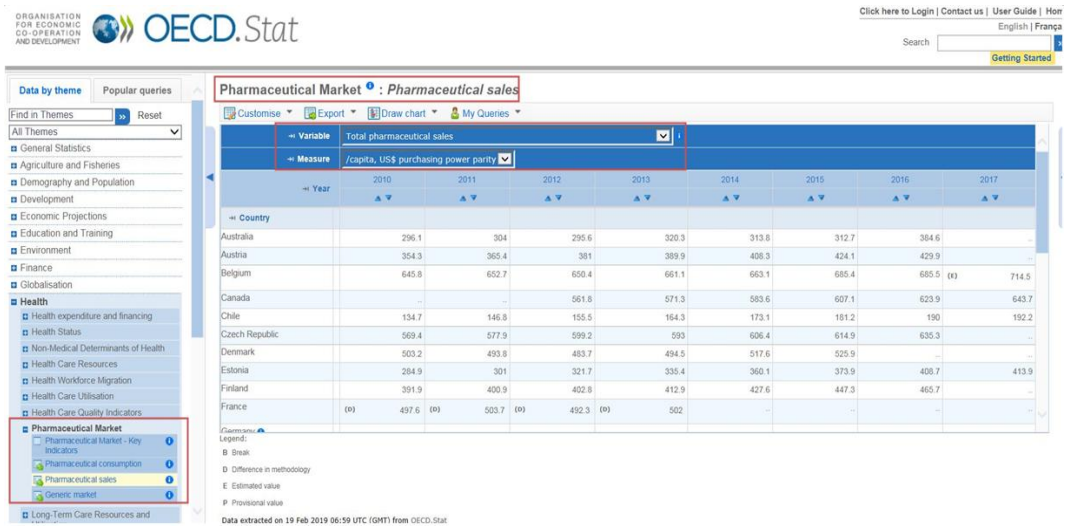 ORGANISATION
FOR ECONOMIC
CO-OPERATION
AND DEVELOPMENT
OECD.Stat
Click here to Login | Contact us | User Guide | Hom
English | França
Search
Getting Started
Data by theme Popular queries
Find in Themes » Reset
All Themes
General Statistics
Agriculture and Fisheries
Demography and Population
Development
Economic Projections
Education and Training
Environment
Finance
Globalisation
Health
Health expenditure and financing
Health Status
Non-Medical Determinants of Health
Health Care Resources
Health Workforce Migration
Health Care Utilisation
Health Care Quality Indicators
Pharmaceutical Market
Pharmaceutical Market - Key
Indicators
Pharmaceutical consumption
Pharmaceutical sales
Generic market
Long-Term Care Resources and
Pharmaceutical Market i : Pharmaceutical sales
Customise Export Draw chart My Queries
Variable Total pharmaceutical sales i
Measure /capita, US$ purchasing power parity
Year 2010 2011 2012 2013 2014 2015 2016 2017
Country
Australia 296.1 304 295.6 320.3 313.8 312.7 384.6 ..
Austria 354.3 365.4 381 389.9 408.3 424.1 429.9 ..
Belgium 645.8 652.7 650.4 661.1 663.1 685.4 685.5 (E) 714.5
Canada .. .. 561.8 571.3 583.6 607.1 623.9 643.7
Chile 134.7 146.8 155.5 164.3 173.1 181.2 190 192.2
Czech Republic 569.4 577.9 599.2 593 606.4 614.9 635.3 ..
Denmark 503.2 493.8 483.7 494.5 517.6 525.9 .. ..
Estonia 284.9 301 321.7 335.4 360.1 373.9 408.7 413.9
Finland 391.9 400.9 402.8 412.9 427.6 447.3 465.7 ..
France (D) 497.6 (D) 503.7 (D) 492.3 (D) 502 .. .. .. ..
Germany
Legend:
B Break
D Difference in methodology
E Estimated value
P Provisional value
Data extracted on 19 Feb 2019 06:59 UTC (GMT) from OECD.Stat